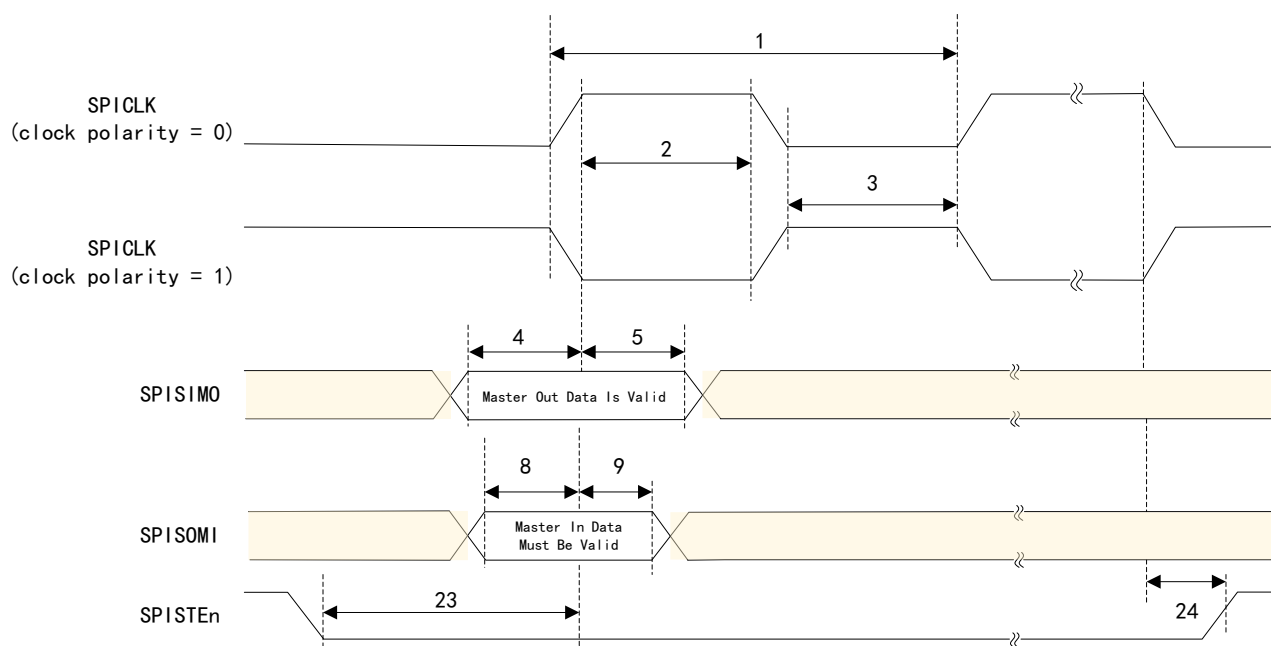 1
SPICLK
(clock polarity = 0)
2
3
SPICLK
(clock polarity = 1)
4
5
SPISIMO
Master Out Data Is Valid
8
9
SPISOMI
Master In Data
Must Be Valid
23
24
SPISTEn